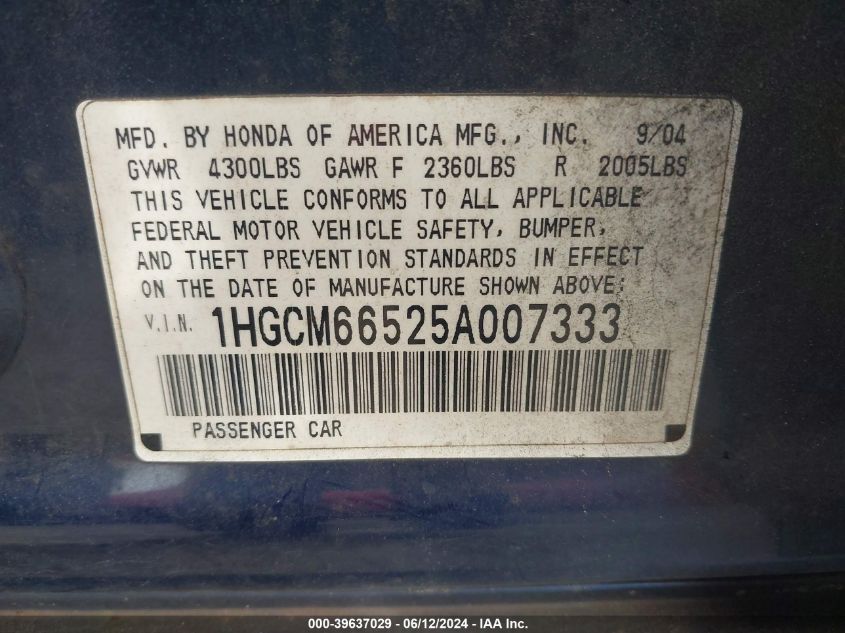 MFD. BY HONDA OF AMERICA MFG., INC. 9/04
GVWR 4300LBS GAWR F 2360LBS R 2005LBS
THIS VEHICLE CONFORMS TO ALL APPLICABLE
FEDERAL MOTOR VEHICLE SAFETY, BUMPER,
AND THEFT PREVENTION STANDARDS IN EFFECT
ON THE DATE OF MANUFACTURE SHOWN ABOVE;
V.I.N. 1HGCM66525A007333
PASSENGER CAR
000-39637029 - 06/12/2024 - IAA Inc.